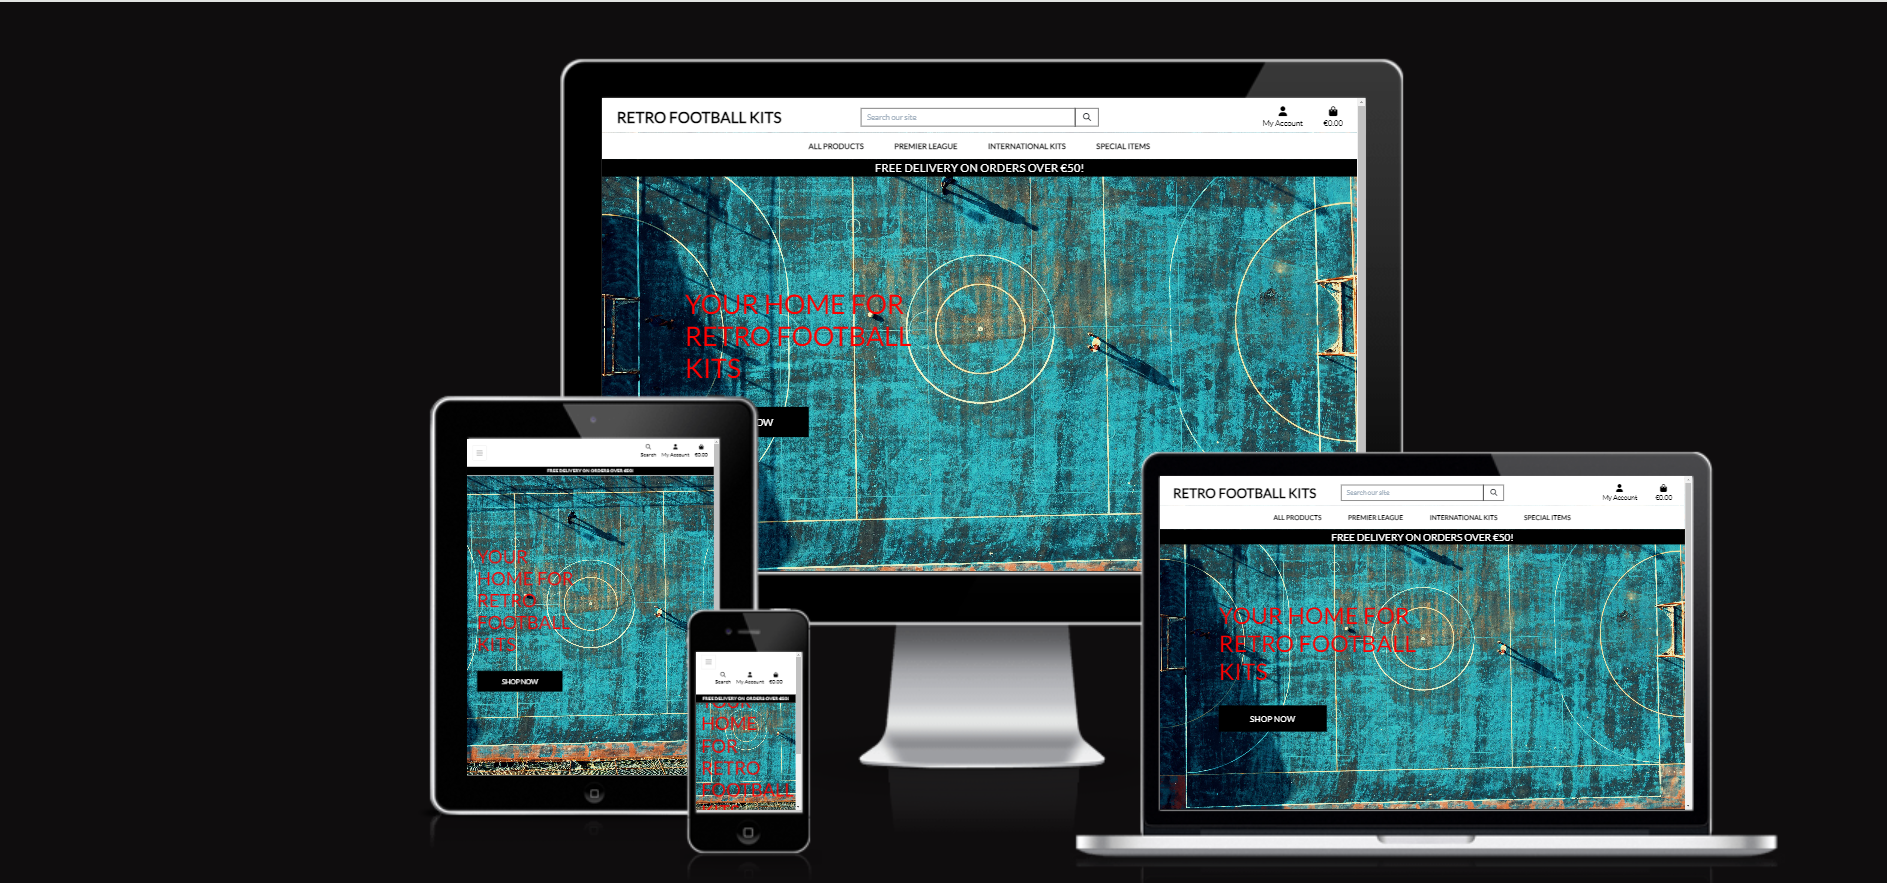 RETRO FOOTBALL KITS
Search our site
My Account
€0.00
ALL PRODUCTS PREMIER LEAGUE INTERNATIONAL KITS SPECIAL ITEMS
FREE DELIVERY ON ORDERS OVER €50!
YOUR HOME FOR
RETRO FOOTBALL
KITS
OW
Search My Account €0.00
FREE DELIVERY ON ORDERS OVER €50!
YOUR
HOME FOR
RETRO
FOOTBALL
KITS
SHOP NOW
Search My Account €0.00
FREE DELIVERY ON ORDERS OVER €50!
YOUR
HOME
FOR
RETRO
FOOTBALL
RETRO FOOTBALL KITS
Search our site
My Account
€0.00
ALL PRODUCTS PREMIER LEAGUE INTERNATIONAL KITS SPECIAL ITEMS
FREE DELIVERY ON ORDERS OVER €50!
YOUR HOME FOR
RETRO FOOTBALL
KITS
SHOP NOW